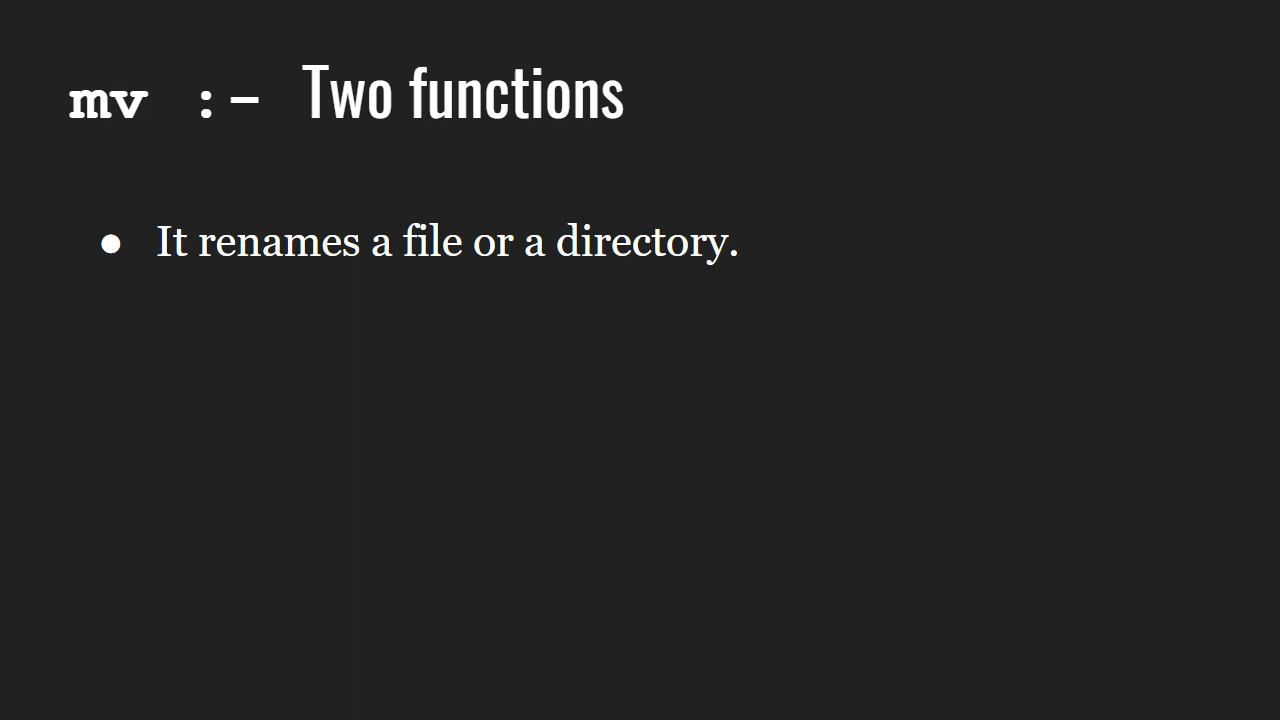 mv :- Two functions
● It renames a file or a directory.